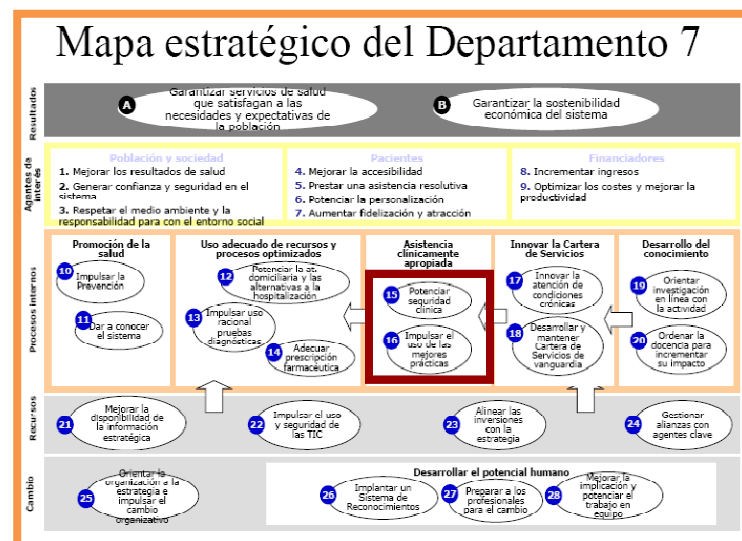 Mapa estratégico del Departamento 7
Resultados
A
Garantizar servicios de salud
que satisfagan a las
necesidades y expectativas de
la población
B
Garantizar la sostenibilidad
económica del sistema
Agentes de
interés
Población y sociedad
1. Mejorar los resultados de salud
2. Generar confianza y seguridad en el
sistema
3. Respetar el medio ambiente y la
responsabilidad para con el entorno social
Pacientes
4. Mejorar la accesibilidad
5. Prestar una asistencia resolutiva
6. Potenciar la personalización
7. Aumentar fidelización y atracción
Financiadores
8. Incrementar ingresos
9. Optimizar los costes y mejorar la
productividad
Procesos internos
Promoción de la
salud
10
Impulsar la
Prevención
11
Dar a conocer
el sistema
Uso adecuado de recursos y
procesos optimizados
12
Potenciar la at.
domiciliaria y las
alternativas a la
hospitalización
13
Impulsar uso
racional
pruebas
diagnósticas
14
Adecuar
prescripción
farmacéutica
Asistencia
clínicamente
apropiada
15
Potenciar
seguridad
clínica
16
Impulsar el
uso de las
mejores
prácticas
Innovar la Cartera
de Servicios
17
Innovar la
atención de
condiciones
crónicas
18
Desarrollar y
mantener
Cartera de
Servicios de
vanguardia
Desarrollo del
conocimiento
19
Orientar
investigación
en línea con
la actividad
20
Ordenar la
docencia para
incrementar
su impacto
Recursos
21
Mejorar la
disponibilidad de
la información
estratégica
22
Impulsar el uso
y seguridad de
las TIC
23
Alinear las
inversiones
con la
estrategia
24
Gestionar
alianzas con
agentes clave
Cambio
25
Orientar la
organización a la
estrategia e
impulsar el
cambio
organizativo
Desarrollar el potencial humano
26
Implantar un
Sistema de
Reconocimientos
27
Preparar a los
profesionales
para el cambio
28
Mejorar la
implicación y
potenciar el
trabajo en
equipo